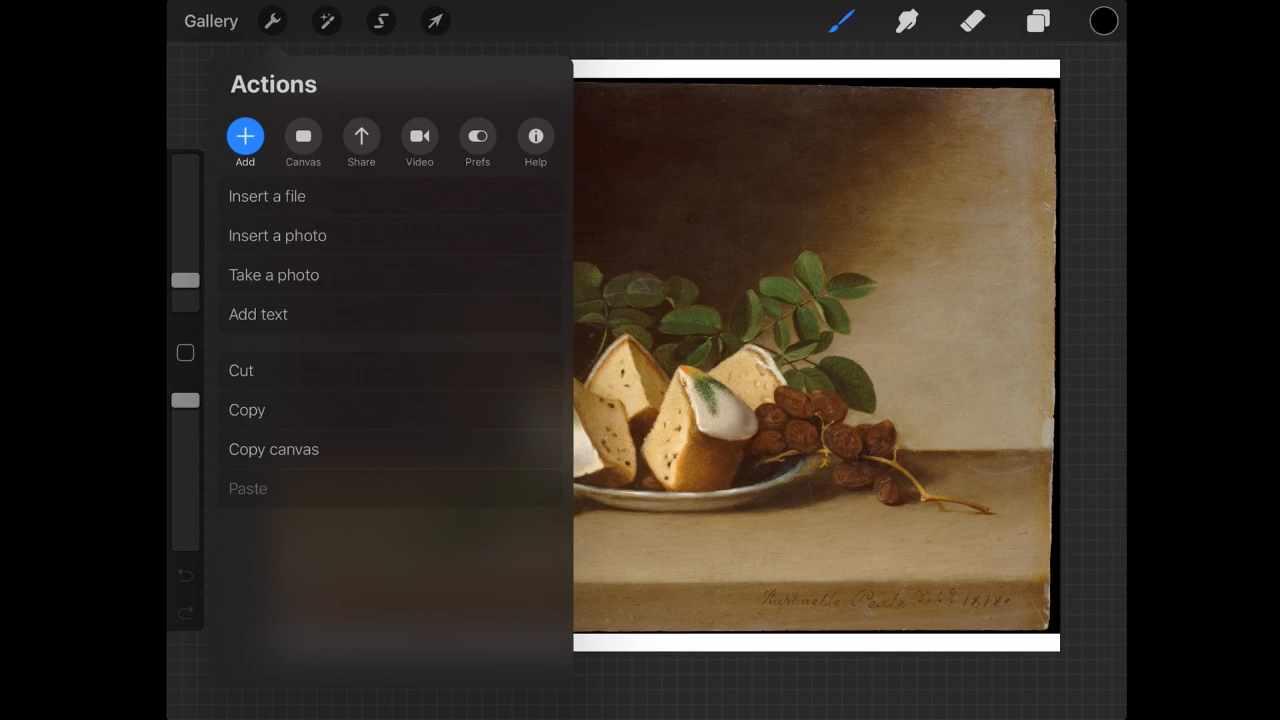 Gallery
Actions
Add Canvas Share Video Prefs Help
Insert a file
Insert a photo
Take a photo
Add text
Cut
Copy
Copy canvas
Paste